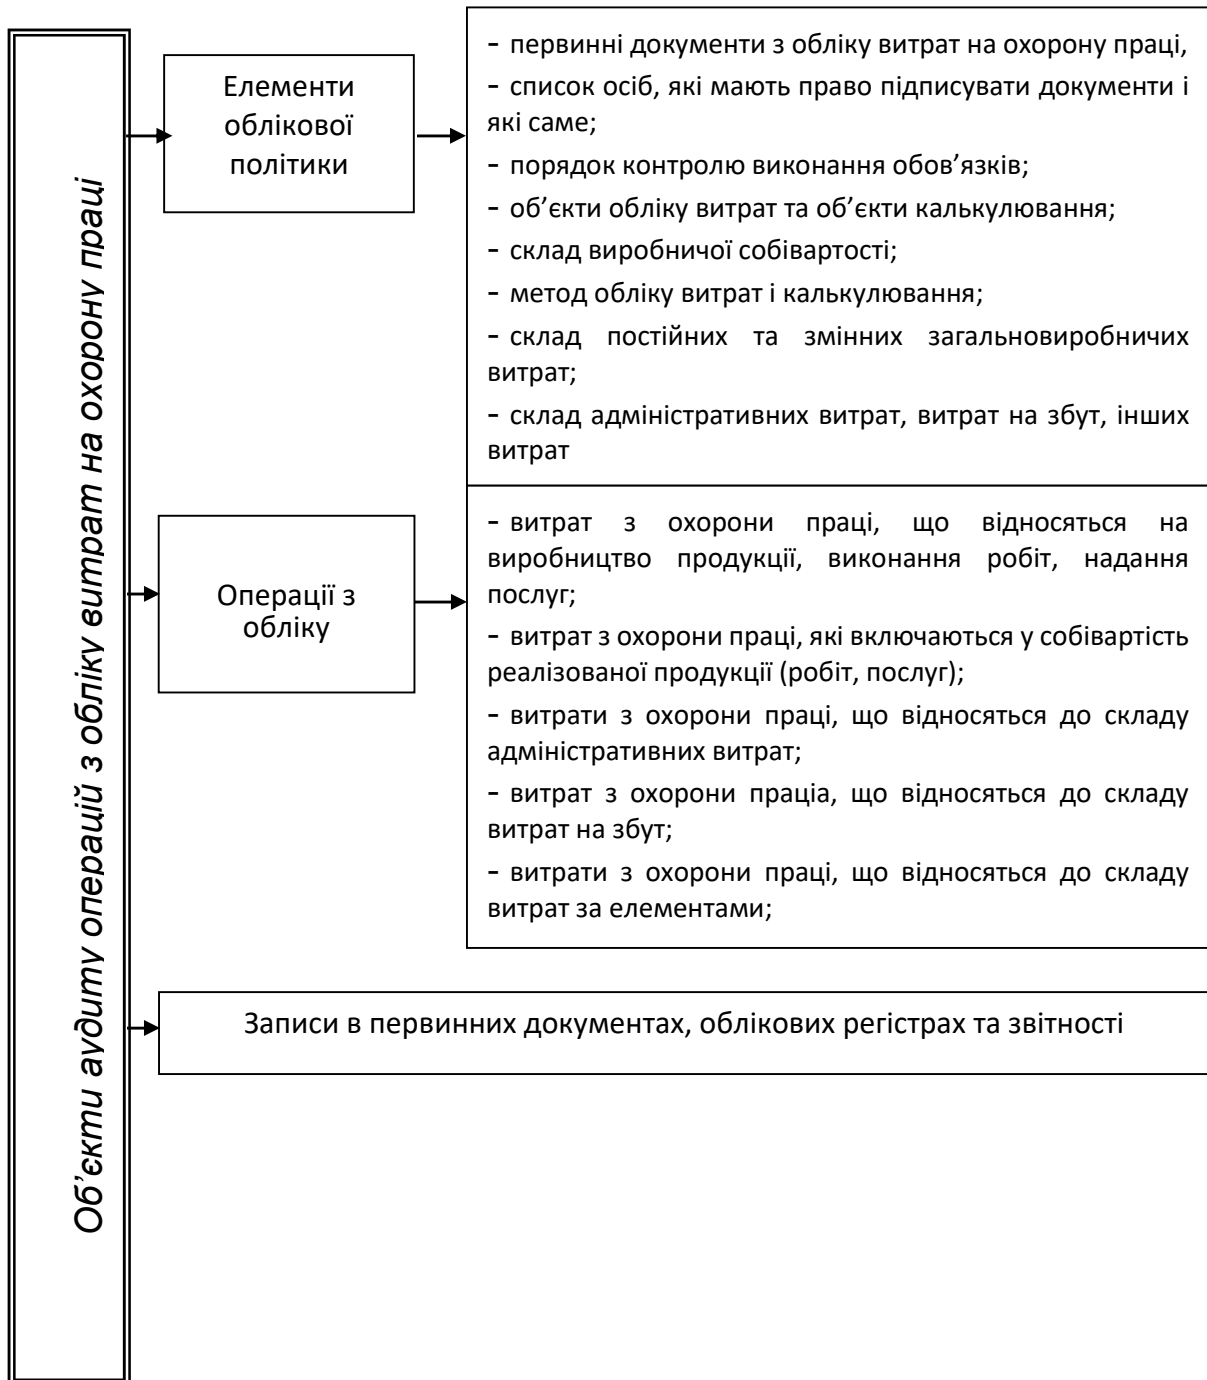 Об’єкти аудиту операцій з обліку витрат на охорону праці
Елементи
облікової
політики
- первинні документи з обліку витрат на охорону праці,
- список осіб, які мають право підписувати документи і
які саме;
- порядок контролю виконання обов’язків;
- об’єкти обліку витрат та об’єкти калькулювання;
- склад виробничої собівартості;
- метод обліку витрат і калькулювання;
- склад постійних та змінних загальновиробничих
витрат;
- склад адміністративних витрат, витрат на збут, інших
витрат
Операції з
обліку
- витрат з охорони праці, що відносяться на
виробництво продукції, виконання робіт, надання
послуг;
- витрат з охорони праці, які включаються у собівартість
реалізованої продукції (робіт, послуг);
- витрати з охорони праці, що відносяться до складу
адміністративних витрат;
- витрат з охорони праціа, що відносяться до складу
витрат на збут;
- витрати з охорони праці, що відносяться до складу
витрат за елементами;
Записи в первинних документах, облікових регістрах та звітності